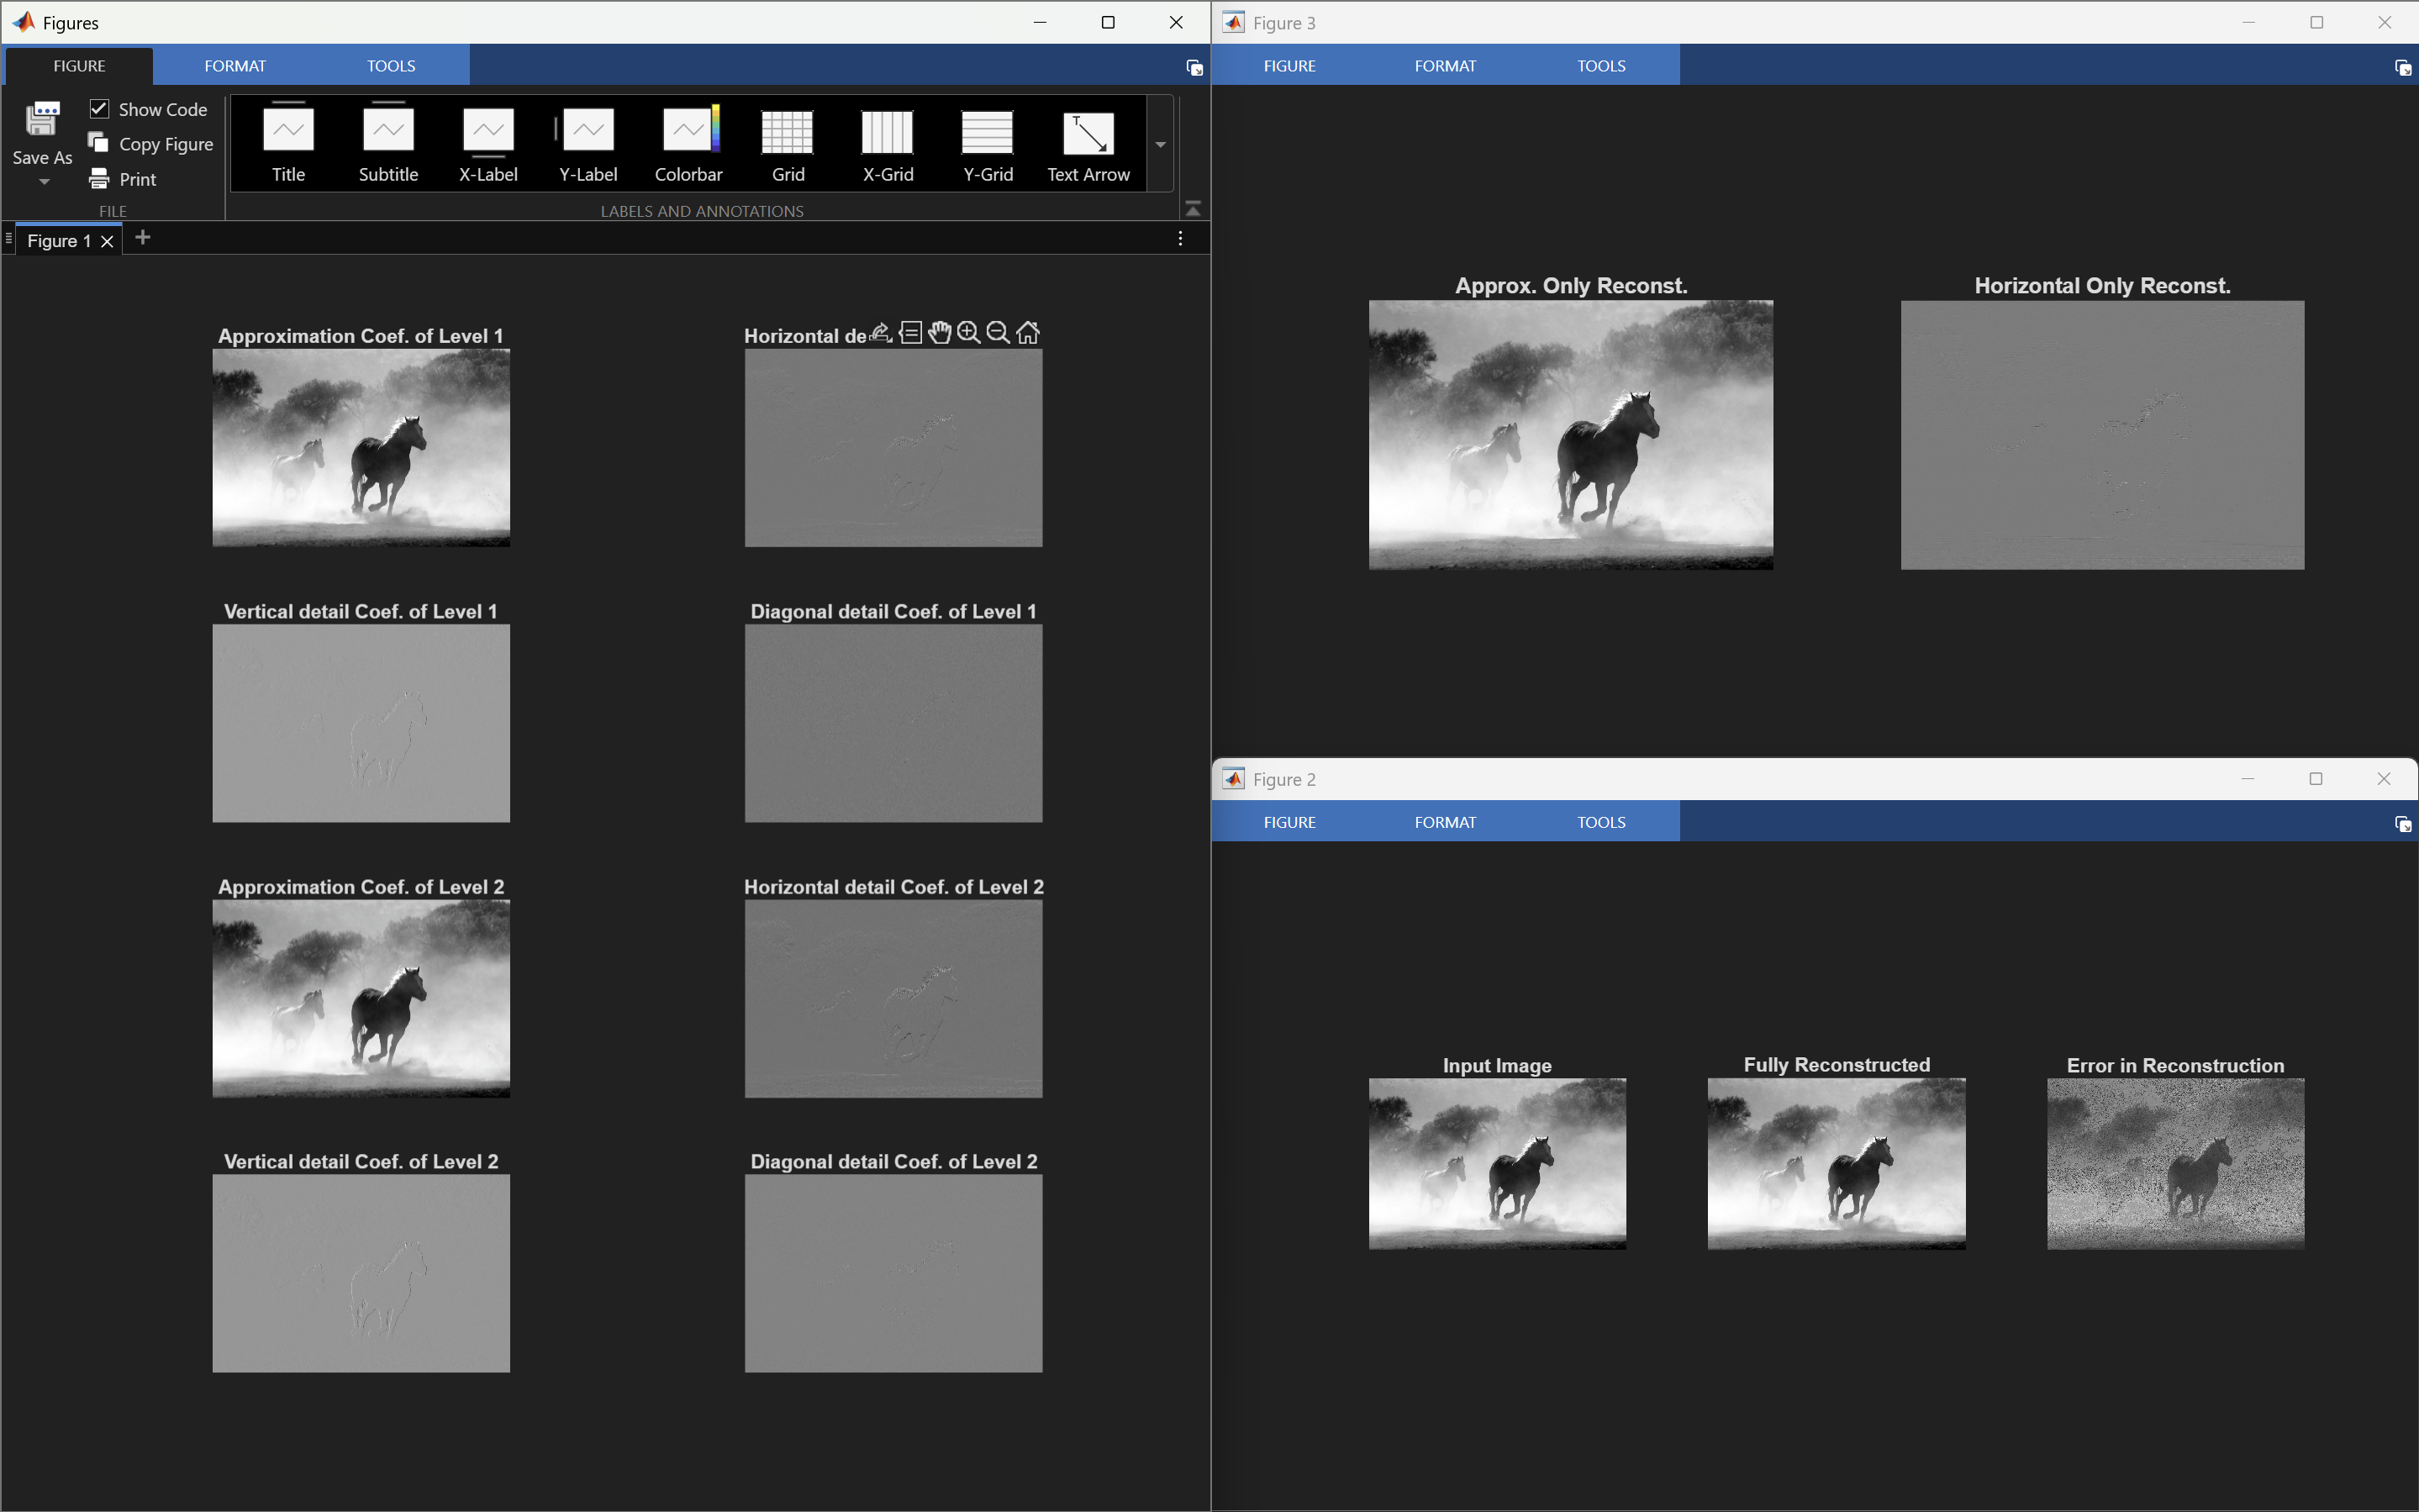 Figures
FIGURE FORMAT TOOLS
Save As
Show Code
Copy Figure
Print
FILE
Title Subtitle X-Label Y-Label Colorbar Grid X-Grid Y-Grid Text Arrow
LABELS AND ANNOTATIONS
Figure 1
Approximation Coef. of Level 1
Horizontal de
Vertical detail Coef. of Level 1
Diagonal detail Coef. of Level 1
Approximation Coef. of Level 2
Horizontal detail Coef. of Level 2
Vertical detail Coef. of Level 2
Diagonal detail Coef. of Level 2
Figure 3
FIGURE FORMAT TOOLS
Approx. Only Reconst.
Horizontal Only Reconst.
Figure 2
FIGURE FORMAT TOOLS
Input Image
Fully Reconstructed
Error in Reconstruction